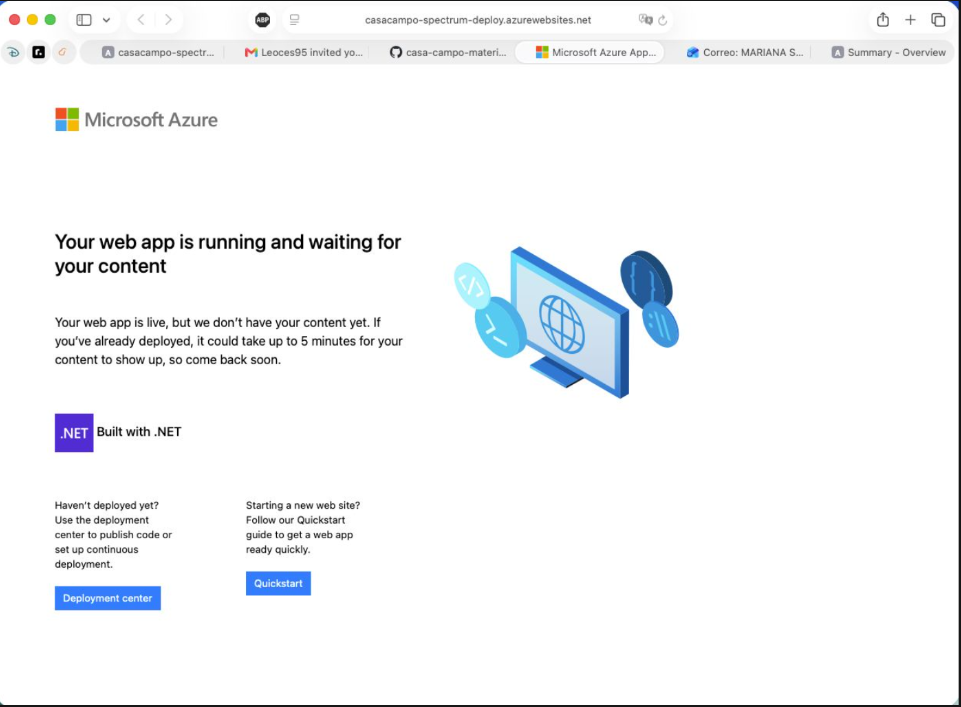 ABP
casacampo-spectrum-deploy.azurewebsites.net
casacampo-spectr...
Leoces95 invited yo...
casa-campo-materi...
Microsoft Azure App...
Correo: MARIANA S...
Summary - Overview
Microsoft Azure
Your web app is running and waiting for
your content
Your web app is live, but we don’t have your content yet. If
you’ve already deployed, it could take up to 5 minutes for your
content to show up, so come back soon.
.NET Built with .NET
Haven’t deployed yet?
Use the deployment
center to publish code or
set up continuous
deployment.
Deployment center
Starting a new web site?
Follow our Quickstart
guide to get a web app
ready quickly.
Quickstart